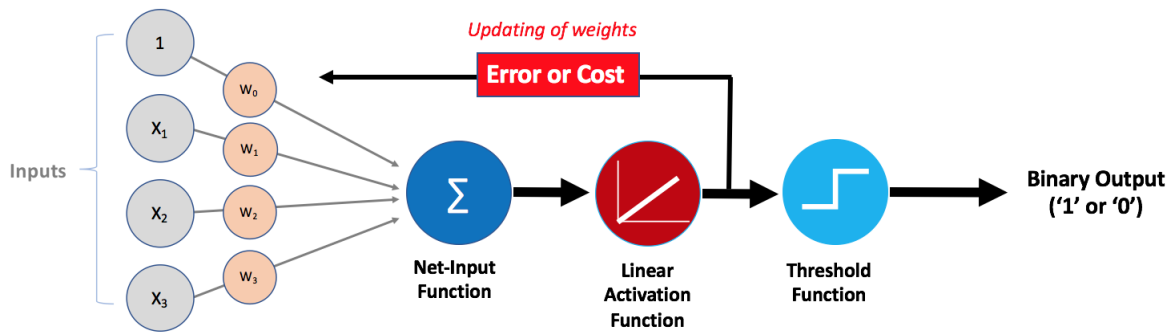 Updating of weights
Error or Cost
1
W₀
X₁
W₁
Inputs
X₂
W₂
X₃
W₃
Σ
Net-Input
Function
Linear
Activation
Function
Threshold
Function
Binary Output
(‘1’ or ‘0’)